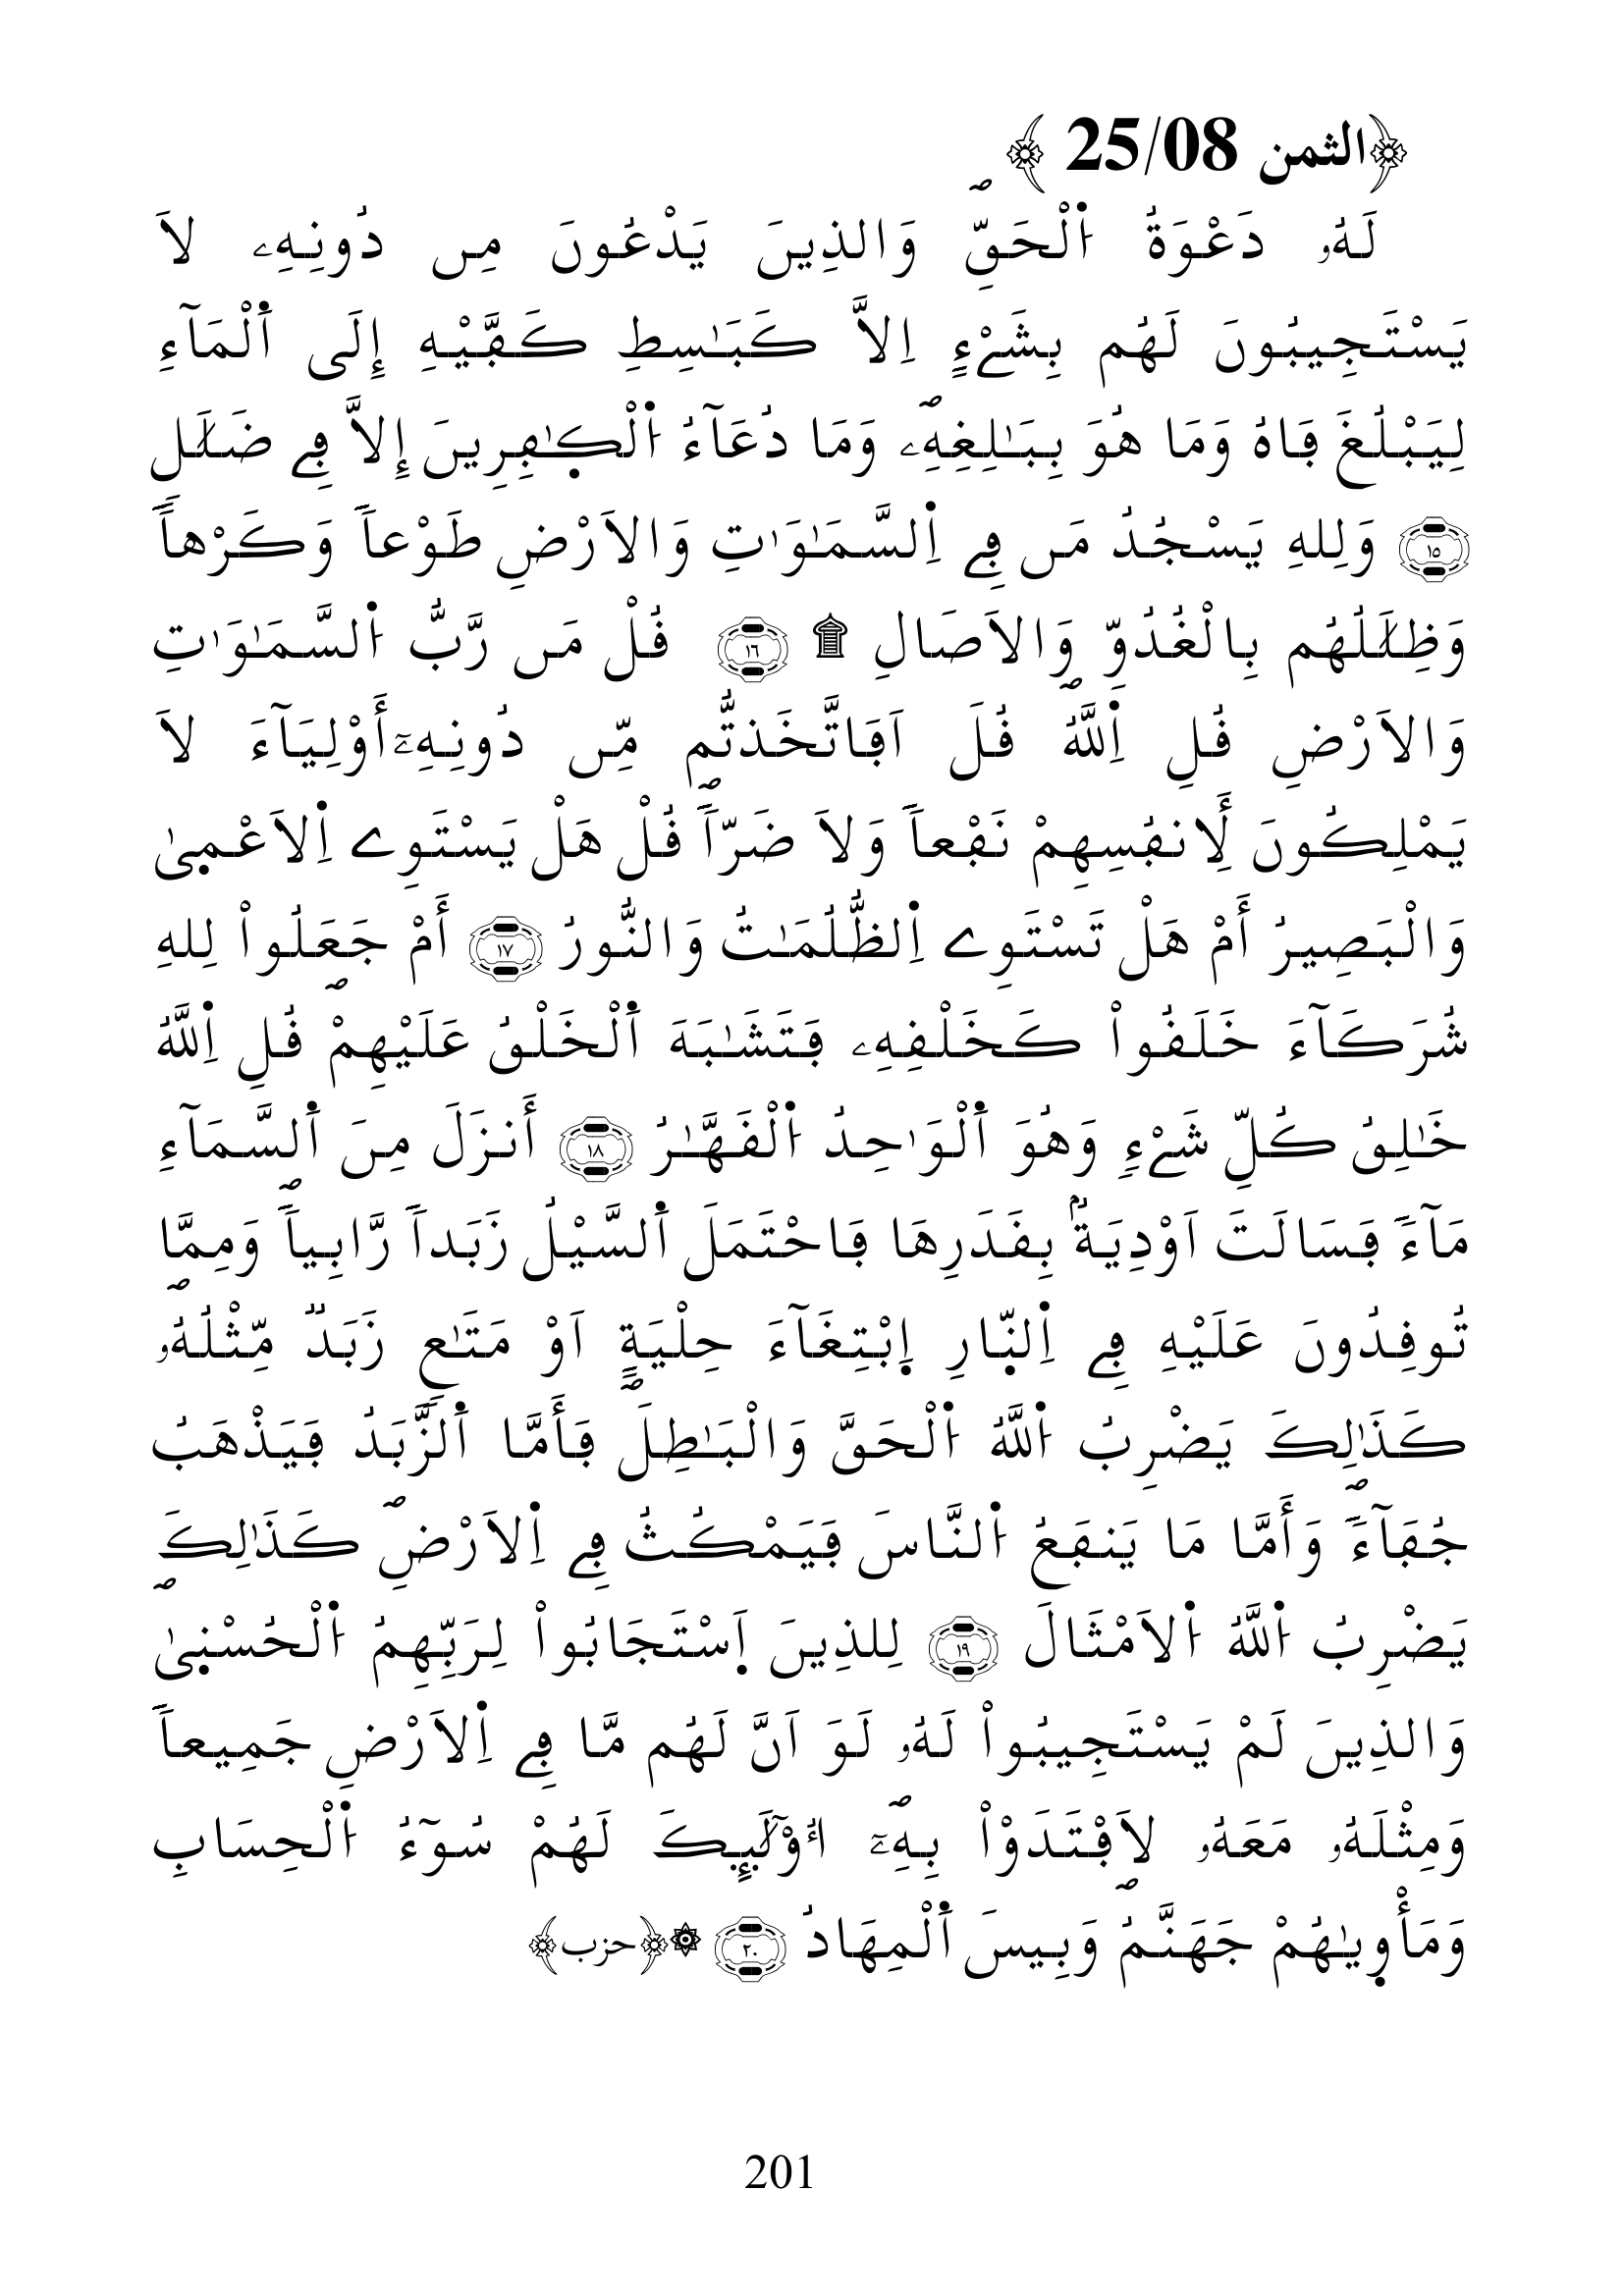 ﴿الثمن 25/08 ﴾
لَهُۥ دَعْوَةُ اُ۬لْحَقِّۖ وَالذِينَ يَدْعُونَ مِن دُونِهِۦ لَا
يَسْتَجِيبُونَ لَهُم بِشَےْءٍ اِلَّا كَبَٰسِطِ كَفَّيْهِ إِلَى اَ۬لْمَآءِ
لِيَبْلُغَ فَاهُ وَمَا هُوَ بِبَٰلِغِهِۦۖ وَمَا دُعَآءُ اُ۬لْكٰ۪فِرِينَ إِلَّا فِے ضَلَٰلٖ
١٥ وَلِلهِ يَسْجُدُ مَن فِے اِ۬لسَّمَٰوَٰتِ وَالَارْضِ طَوْعاٗ وَكَرْهاٗ
وَظِلَٰلُهُم بِالْغُدُوِّ وَالَاصَالِ ۩ ١٦ قُلْ مَن رَّبُّ اُ۬لسَّمَٰوَٰتِ
وَالَارْضِ قُلِ اِ۬للَّهُۖ قُلَ اَفَاتَّخَذتُّم مِّن دُونِهِۦٓ أَوْلِيَآءَ لَا
يَمْلِكُونَ لِأَنفُسِهِمْ نَفْعاٗ وَلَا ضَرّاٗۖ قُلْ هَلْ يَسْتَوِے اِ۬لَاعْم۪ىٰ
وَالْبَصِيرُ أَمْ هَلْ تَسْتَوِے اِ۬لظُّلُمَٰتُ وَالنُّورُ ١٧ أَمْ جَعَلُواْ لِلهِ
شُرَكَآءَ خَلَقُواْ كَخَلْقِهِۦ فَتَشَٰبَهَ اَ۬لْخَلْقُ عَلَيْهِمْۖ قُلِ اِ۬للَّهُ
خَٰلِقُ كُلِّ شَےْءٖ وَهُوَ اَ۬لْوَٰحِدُ اُ۬لْقَهَّٰرُ ١٨ أَنزَلَ مِنَ اَ۬لسَّمَآءِ
مَآءٗ فَسَالَتَ اَوْدِيَةُۢ بِقَدَرِهَا فَاحْتَمَلَ اَ۬لسَّيْلُ زَبَداٗ رَّابِياٗۖ وَمِمَّا
تُوقِدُونَ عَلَيْهِ فِے اِ۬لنّ۪ارِ اِ۪بْتِغَآءَ حِلْيَةٍ اَوْ مَتَٰعٖ زَبَدٞ مِّثْلُهُۥۖ
كَذَٰلِكَ يَضْرِبُ اُ۬للَّهُ اُ۬لْحَقَّ وَالْبَٰطِلَۖ فَأَمَّا اَ۬لزَّبَدُ فَيَذْهَبُ
جُفَآءٗۖ وَأَمَّا مَا يَنفَعُ اُ۬لنَّاسَ فَيَمْكُثُ فِے اِ۬لَارْضِۖ كَذَٰلِكَ
يَضْرِبُ اُ۬للَّهُ اُ۬لَامْثَالَۖ ١٩ لِلذِينَ اَ۪سْتَجَابُواْ لِرَبِّهِمُ اُ۬لْحُسْن۪ىٰ
وَالذِينَ لَمْ يَسْتَجِيبُواْ لَهُۥ لَوَ اَنَّ لَهُم مَّا فِے اِ۬لَارْضِ جَمِيعاٗ
وَمِثْلَهُۥ مَعَهُۥ لَافْتَدَوْاْ بِهِۦٓۖ أُوْلَٰٓئِكَ لَهُمْ سُوٓءُ اُ۬لْحِسَابِ
وَمَأْو۪يٰهُمْ جَهَنَّمُۖ وَبِيسَ اَ۬لْمِهَادُ ٢٠ ۞﴿حزب﴾
201